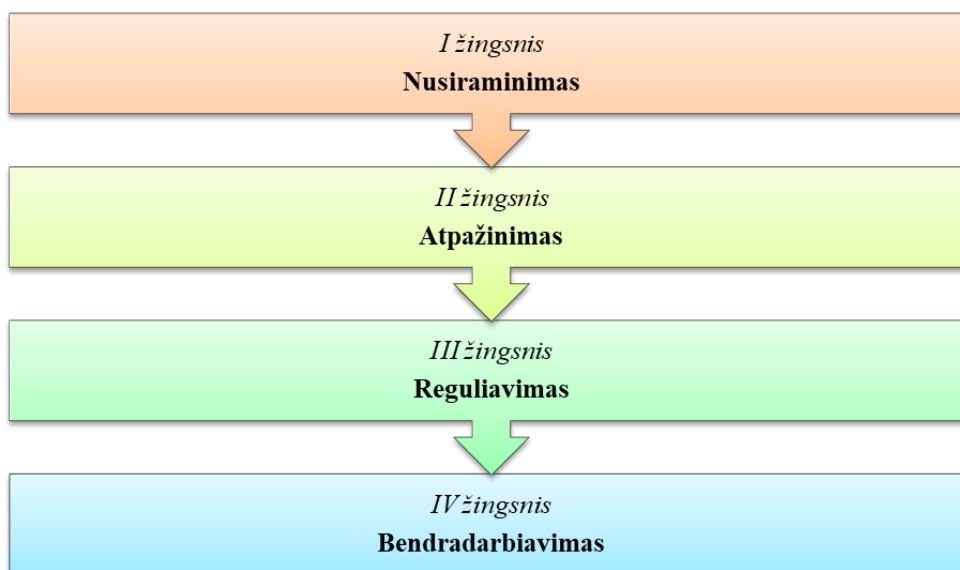 I žingsnis
Nusiraminimas
II žingsnis
Atpažinimas
III žingsnis
Reguliavimas
IV žingsnis
Bendradarbiavimas